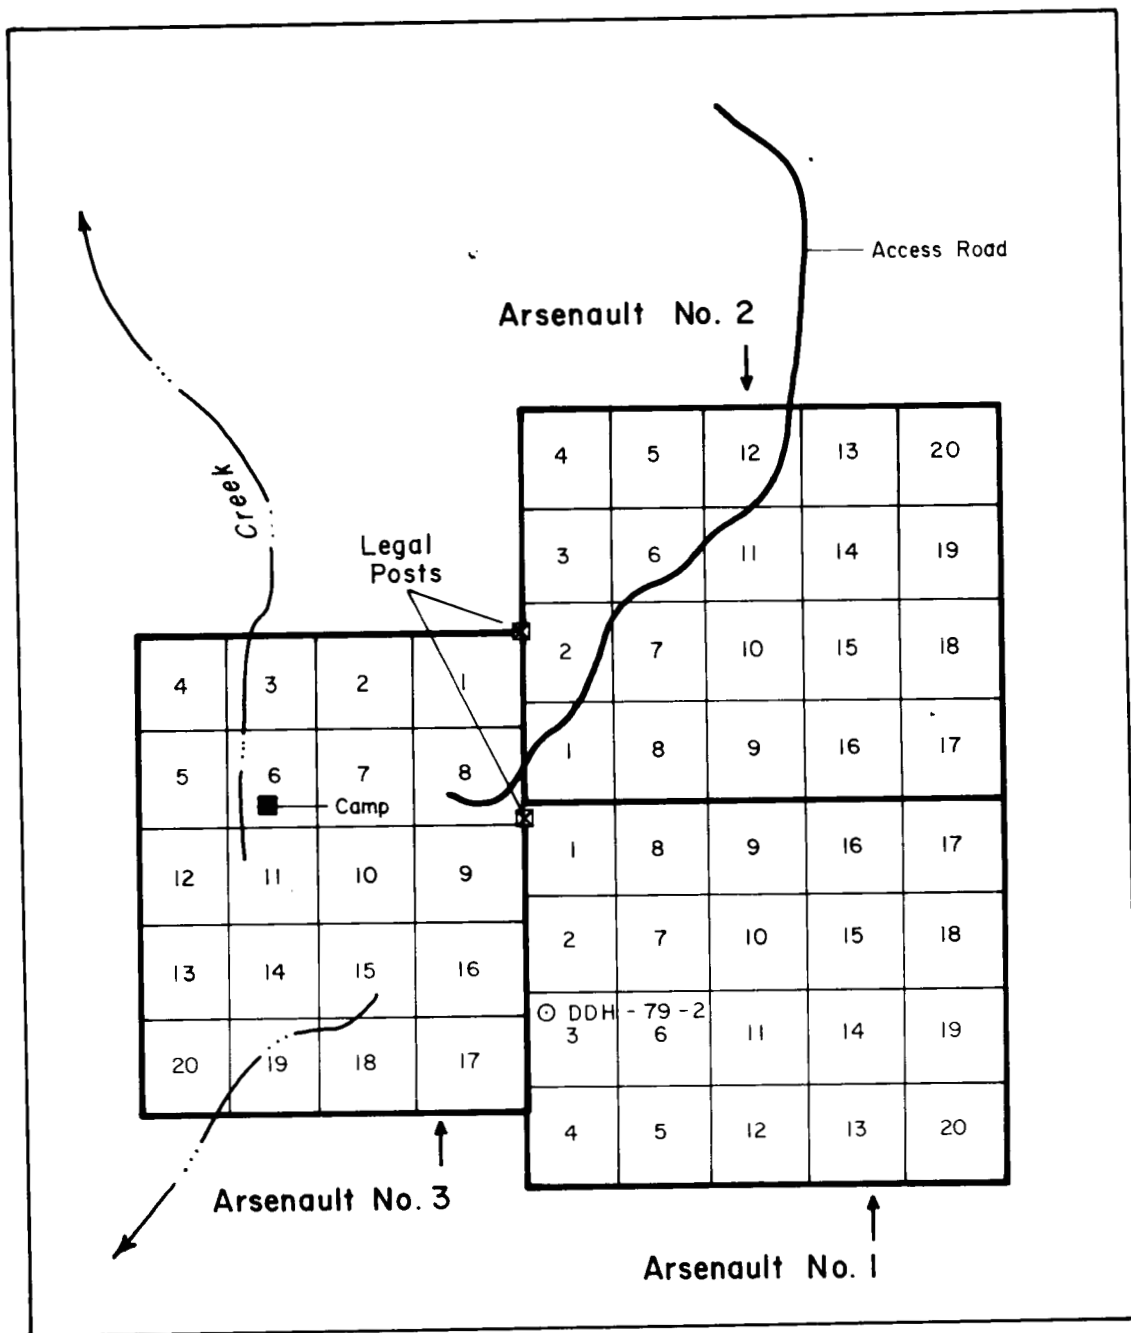 Access Road
Arsenault No. 2
Creek
Legal
Posts
4 5 12 13 20
3 6 11 14 19
2 7 10 15 18
1 8 9 16 17
4 3 2 1
5 6 7 8
Camp
12 11 10 9
13 14 15 16
20 19 18 17
1 8 9 16 17
2 7 10 15 18
DDH - 79 - 2
3 6 11 14 19
4 5 12 13 20
Arsenault No. 3
Arsenault No. 1